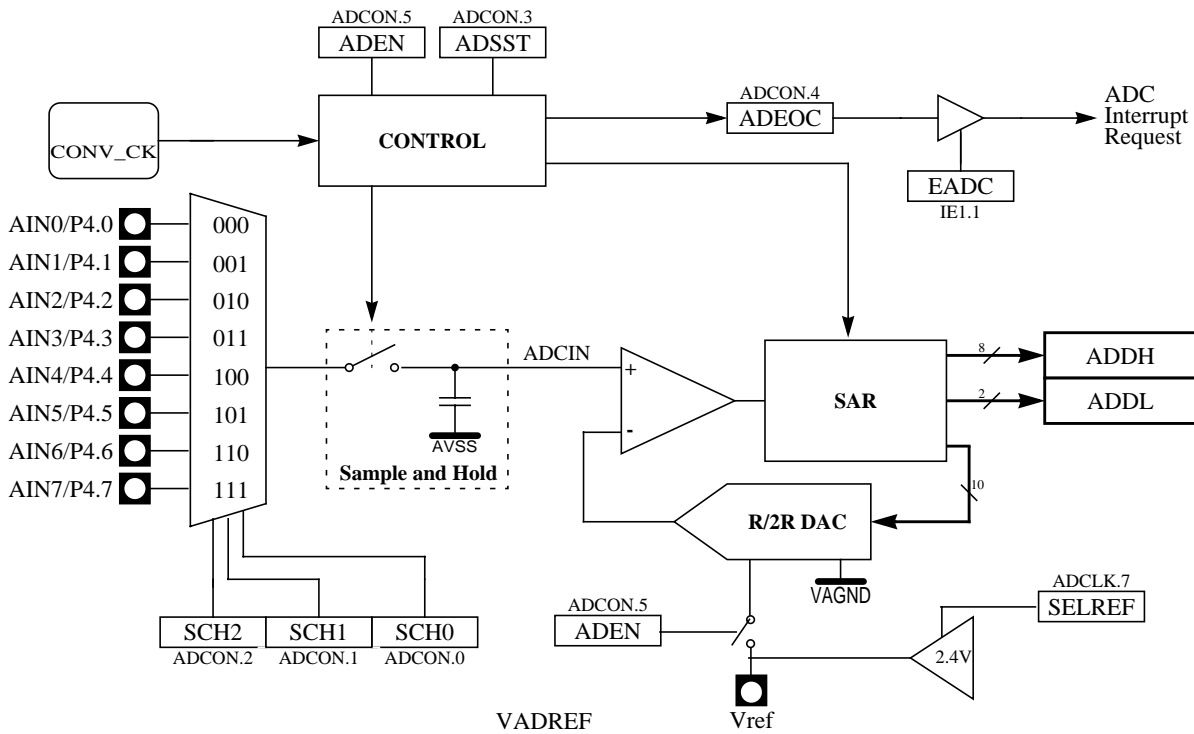 ADCON.5
ADEN
ADCON.3
ADSST
CONV_CK
CONTROL
ADCON.4
ADEOC
ADC
Interrupt
Request
EADC
IE1.1
AIN0/P4.0
000
AIN1/P4.1
001
AIN2/P4.2
010
AIN3/P4.3
011
AIN4/P4.4
100
AIN5/P4.5
101
AIN6/P4.6
110
AIN7/P4.7
111
ADCIN
AVSS
Sample and Hold
+
-
SAR
8
ADDH
2
ADDL
10
R/2R DAC
VAGND
ADCON.5
ADEN
ADCLK.7
SELREF
2.4V
SCH2
SCH1
SCH0
ADCON.2
ADCON.1
ADCON.0
VADREF
Vref